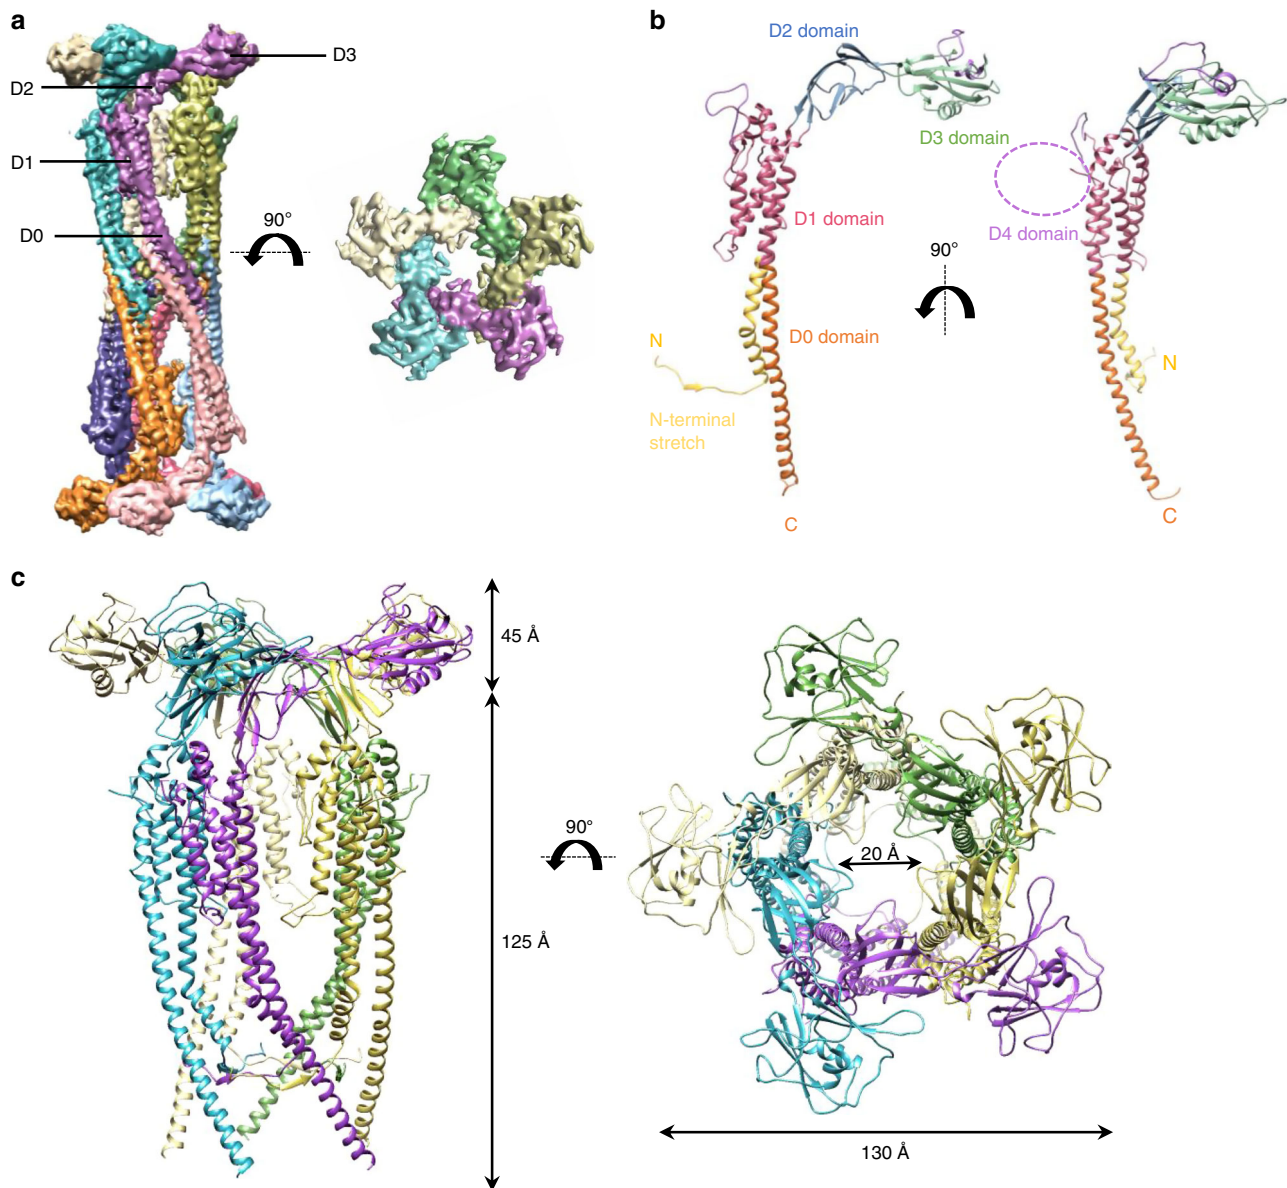 a
D3
D2
D1
D0
90°
b
D2 domain
D3 domain
D1 domain
D4 domain
90°
D0 domain
N
N
N-terminal
stretch
C
C
c
45 Å
125 Å
90°
20 Å
130 Å